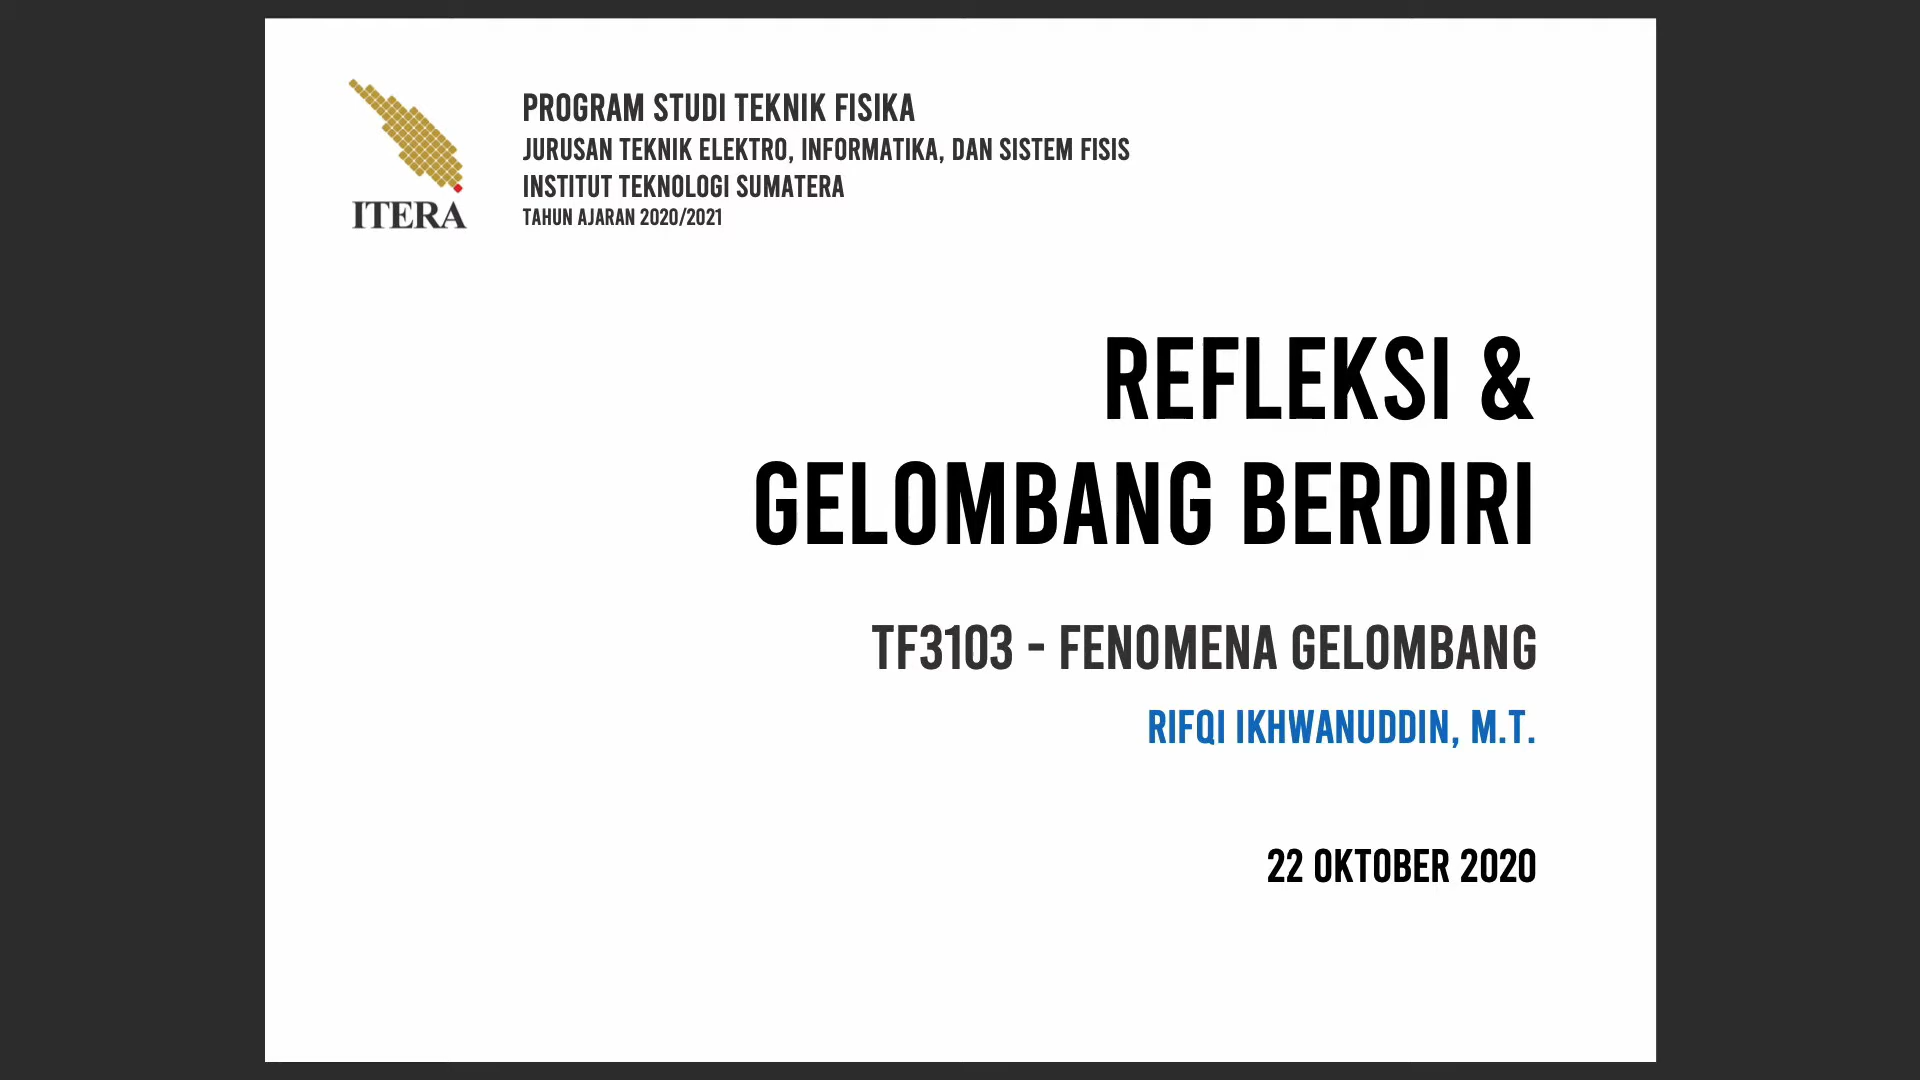 ITERA
PROGRAM STUDI TEKNIK FISIKA
JURUSAN TEKNIK ELEKTRO, INFORMATIKA, DAN SISTEM FISIS
INSTITUT TEKNOLOGI SUMATERA
TAHUN AJARAN 2020/2021
REFLEKSI &
GELOMBANG BERDIRI
TF3103 - FENOMENA GELOMBANG
RIFQI IKHWANUDDIN, M.T.
22 OKTOBER 2020